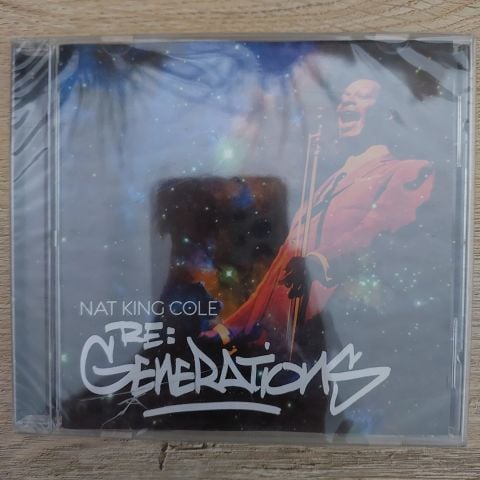 NAT KING COLE
RE:
GENERATIONS